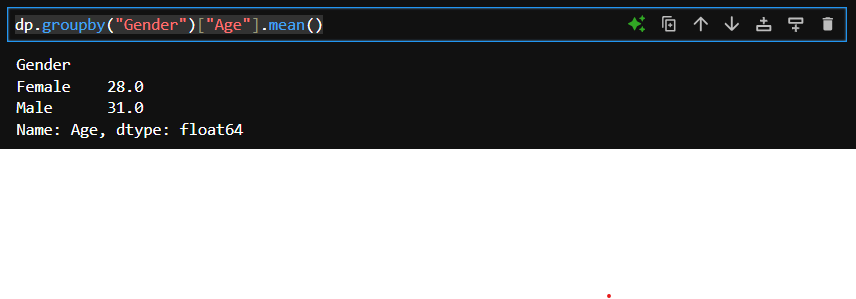 dp.groupby("Gender")["Age"].mean()
Gender
Female    28.0
Male      31.0
Name: Age, dtype: float64